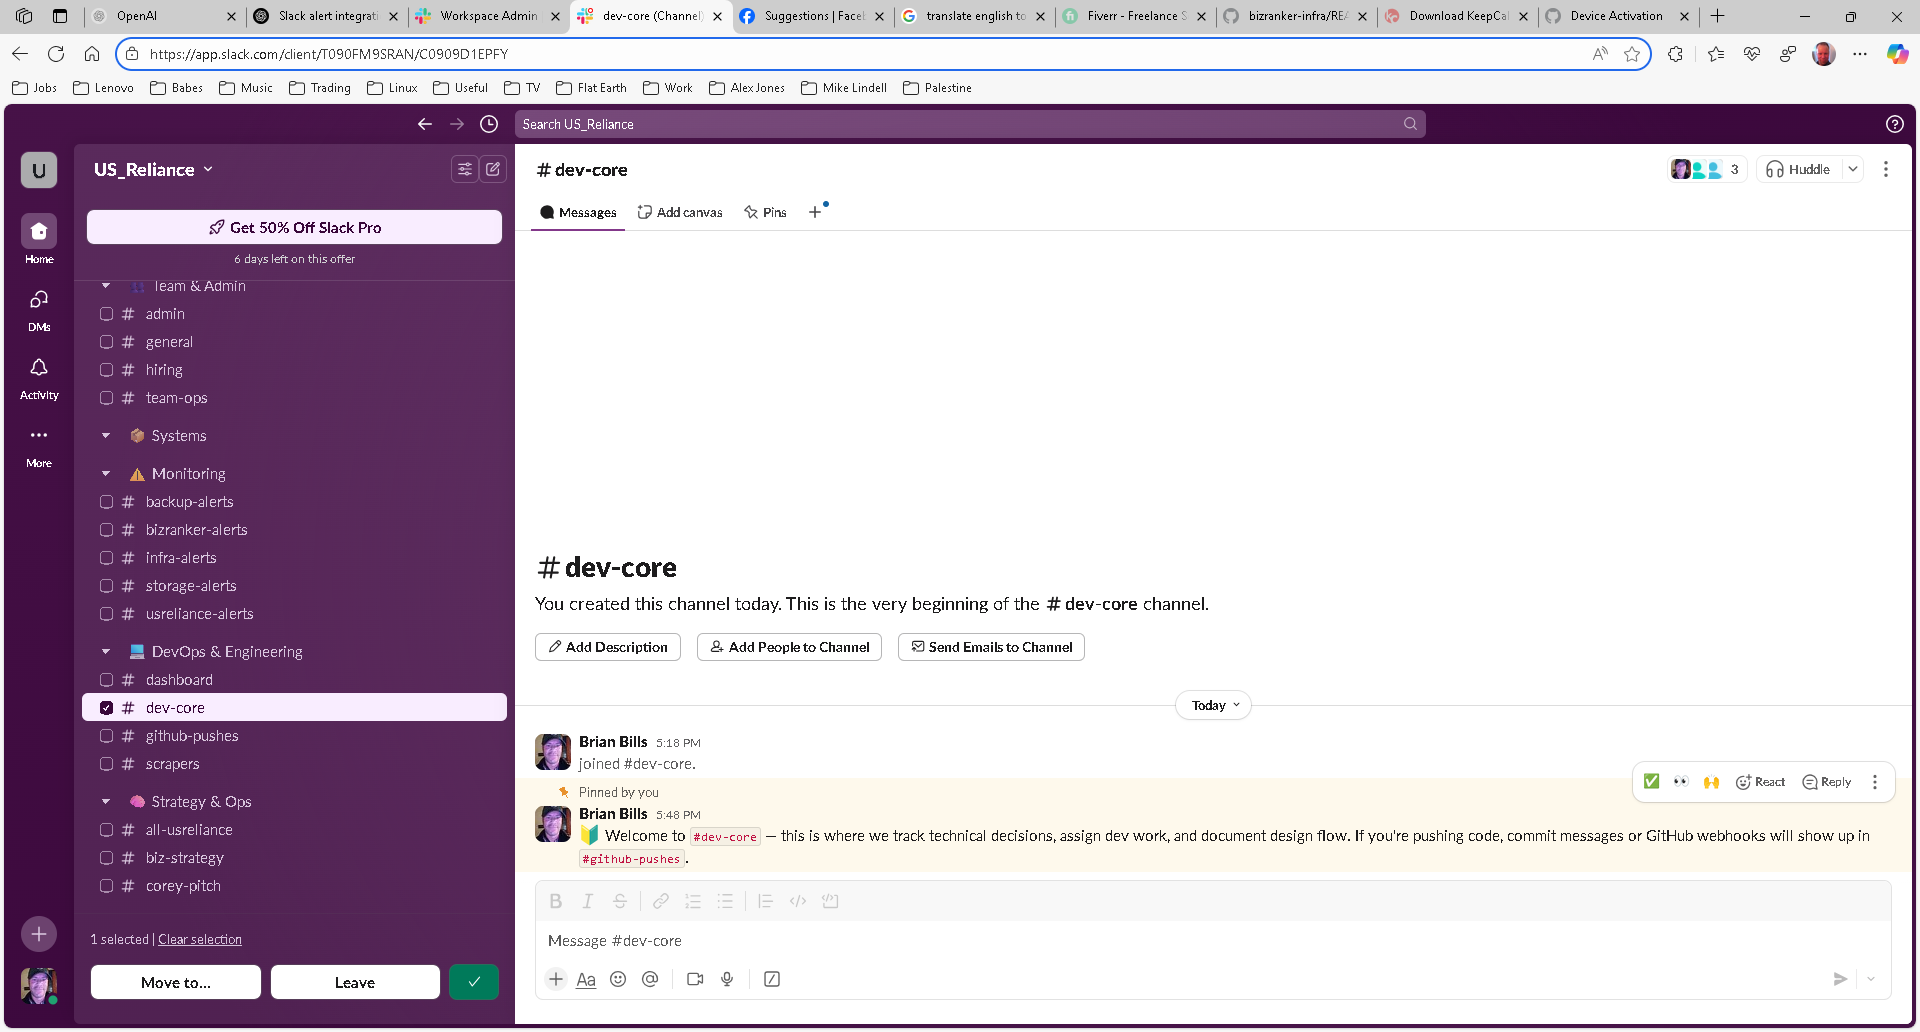 OpenAI
Slack alert integrati
Workspace Admin
dev-core (Channel)
Suggestions | Faceb
translate english to
Fiverr - Freelance S
bizranker-infra/REA
Download KeepCal
Device Activation
https://app.slack.com/client/T090FM9SRAN/C0909D1EPFY
Jobs
Lenovo
Babes
Music
Trading
Linux
Useful
TV
Flat Earth
Work
Alex Jones
Mike Lindell
Palestine
Search US_Reliance
U
Home
DMs
Activity
More
US_Reliance
Get 50% Off Slack Pro
6 days left on this offer
Team & Admin
# admin
# general
# hiring
# team-ops
Systems
Monitoring
# backup-alerts
# bizranker-alerts
# infra-alerts
# storage-alerts
# usreliance-alerts
DevOps & Engineering
# dashboard
# dev-core
# github-pushes
# scrapers
Strategy & Ops
# all-usreliance
# biz-strategy
# corey-pitch
1 selected | Clear selection
Move to...
Leave
# dev-core
3
Huddle
Messages
Add canvas
Pins
# dev-core
You created this channel today. This is the very beginning of the # dev-core channel.
Add Description
Add People to Channel
Send Emails to Channel
Today
Brian Bills 5:18 PM
joined #dev-core.
Pinned by you
React
Reply
Brian Bills 5:48 PM
Welcome to #dev-core — this is where we track technical decisions, assign dev work, and document design flow. If you're pushing code, commit messages or GitHub webhooks will show up in
#github-pushes.
Message #dev-core